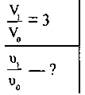 V₁/V₀ = 3
υ₁/υ₀ — ?